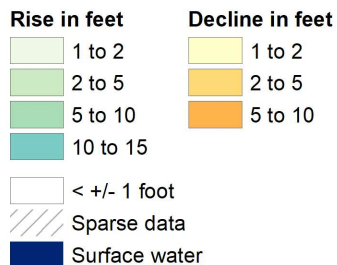 Rise in feet
1 to 2
2 to 5
5 to 10
10 to 15
Decline in feet
1 to 2
2 to 5
5 to 10
< +/- 1 foot
Sparse data
Surface water